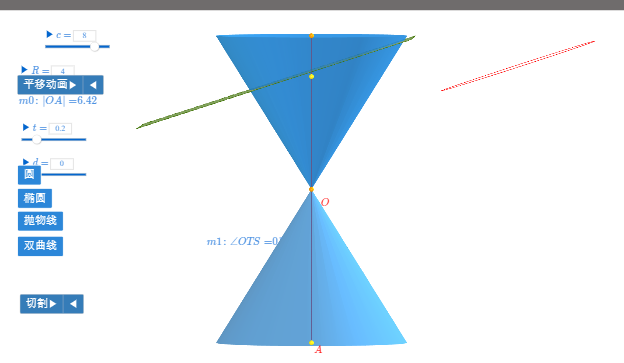 c = 8
R = 4
平移动画
m0: |OA| =6.42
t = 0.2
d = 0
圆
椭圆
抛物线
双曲线
切割
O
m1: ∠OTS =0
A